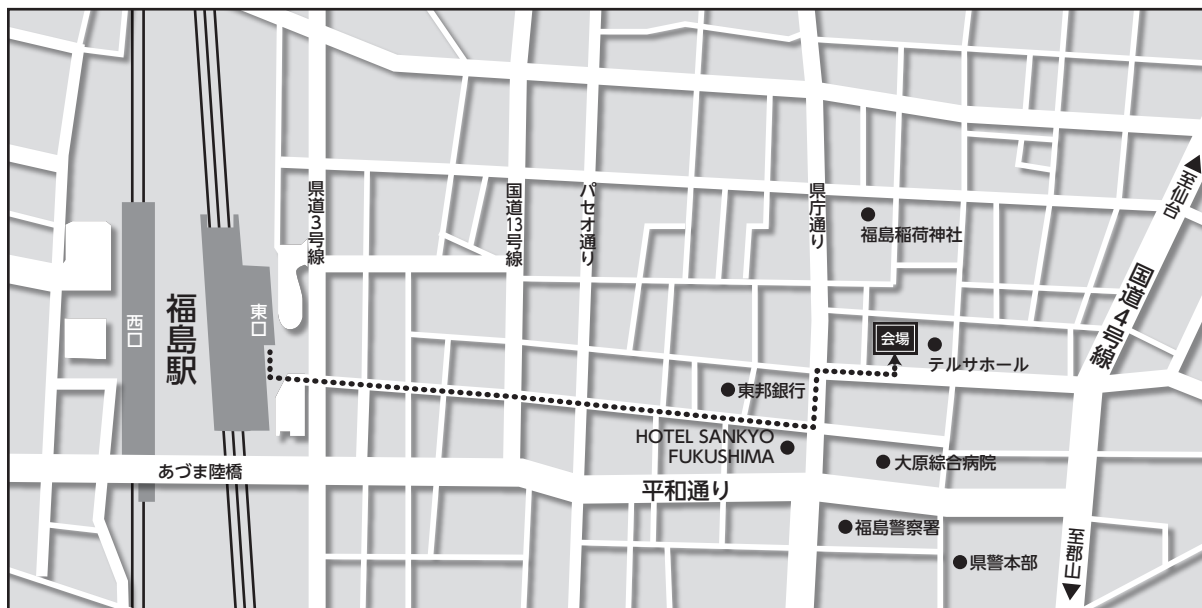 県道3号線
国道13号線
パセオ通り
県庁通り
至仙台
福島稲荷神社
国道4号線
福島駅
西口
東口
会場
テルサホール
東邦銀行
HOTEL SANKYO
FUKUSHIMA
大原綜合病院
あづま陸橋
平和通り
福島警察署
県警本部
至郡山